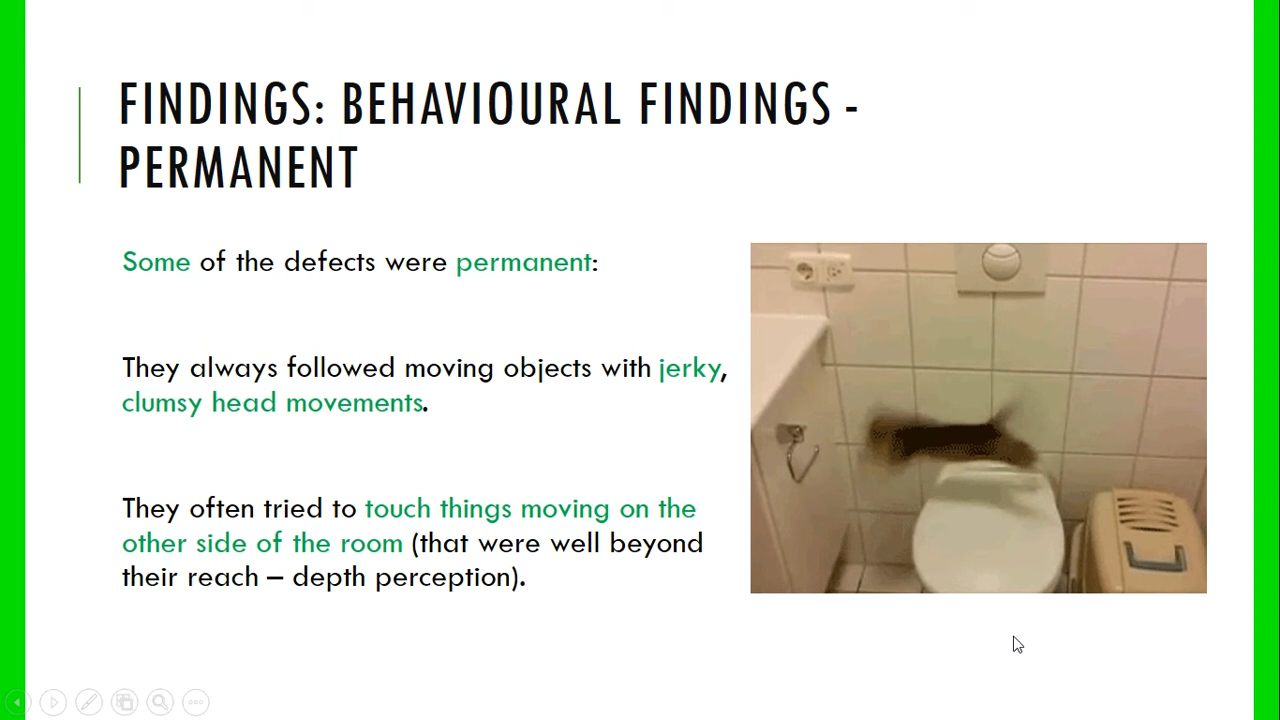 FINDINGS: BEHAVIOURAL FINDINGS -
PERMANENT
Some of the defects were permanent:
They always followed moving objects with jerky,
clumsy head movements.
They often tried to touch things moving on the
other side of the room (that were well beyond
their reach – depth perception).